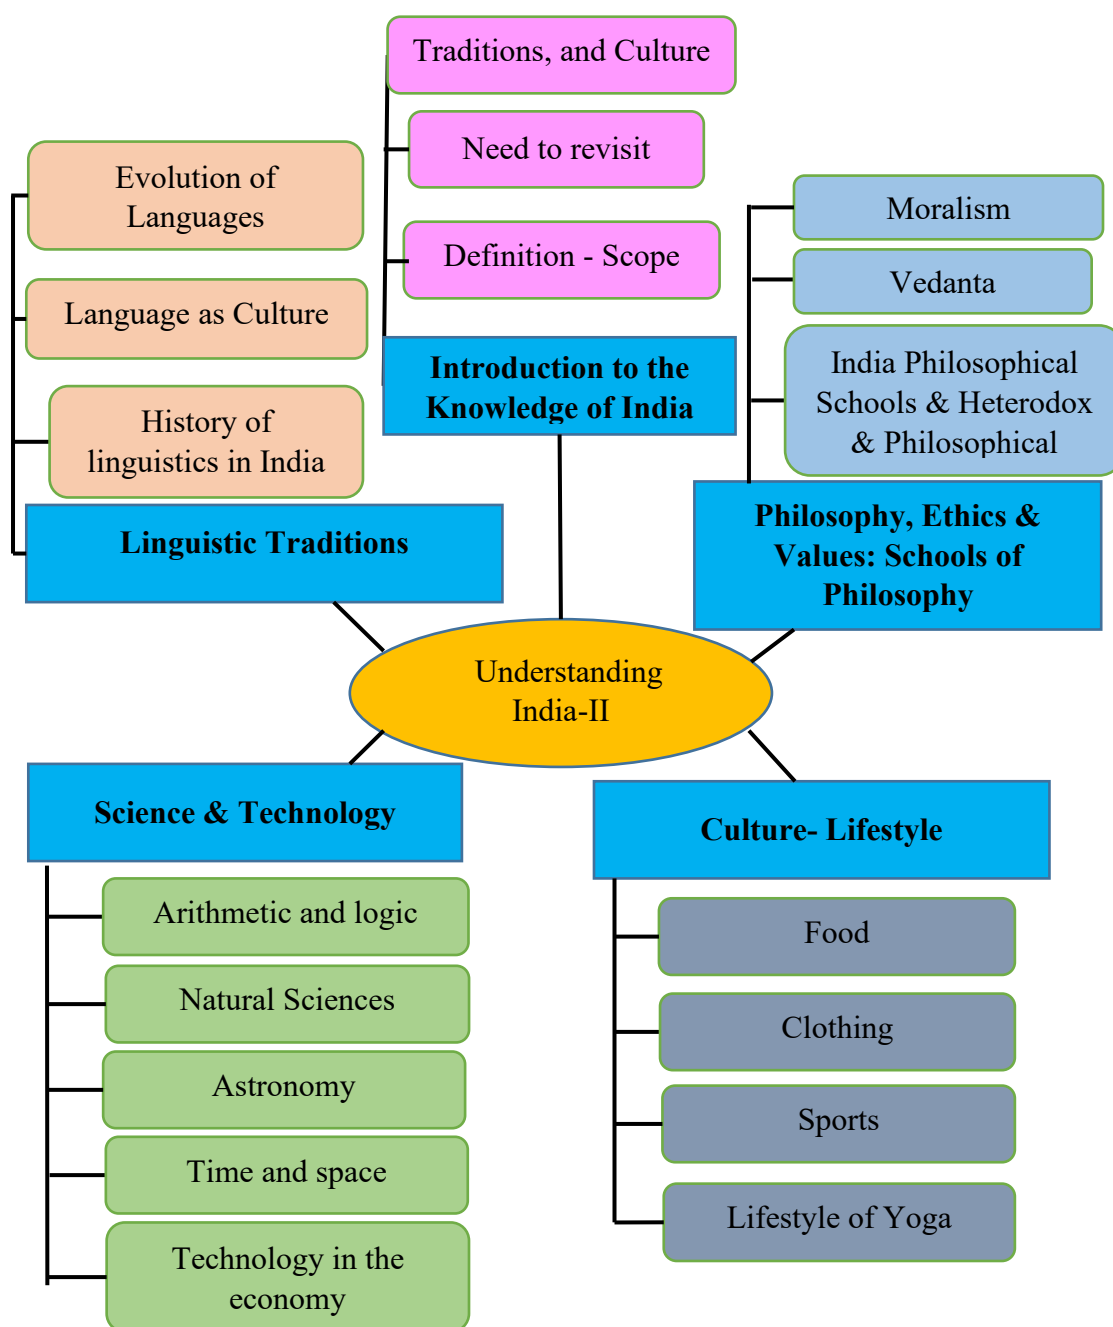 Traditions, and Culture
Need to revisit
Definition - Scope
Introduction to the
Knowledge of India
Evolution of
Languages
Language as Culture
History of
linguistics in India
Linguistic Traditions
Moralism
Vedanta
India Philosophical
Schools & Heterodox
& Philosophical
Philosophy, Ethics &
Values: Schools of
Philosophy
Understanding
India-II
Science & Technology
Arithmetic and logic
Natural Sciences
Astronomy
Time and space
Technology in the
economy
Culture- Lifestyle
Food
Clothing
Sports
Lifestyle of Yoga